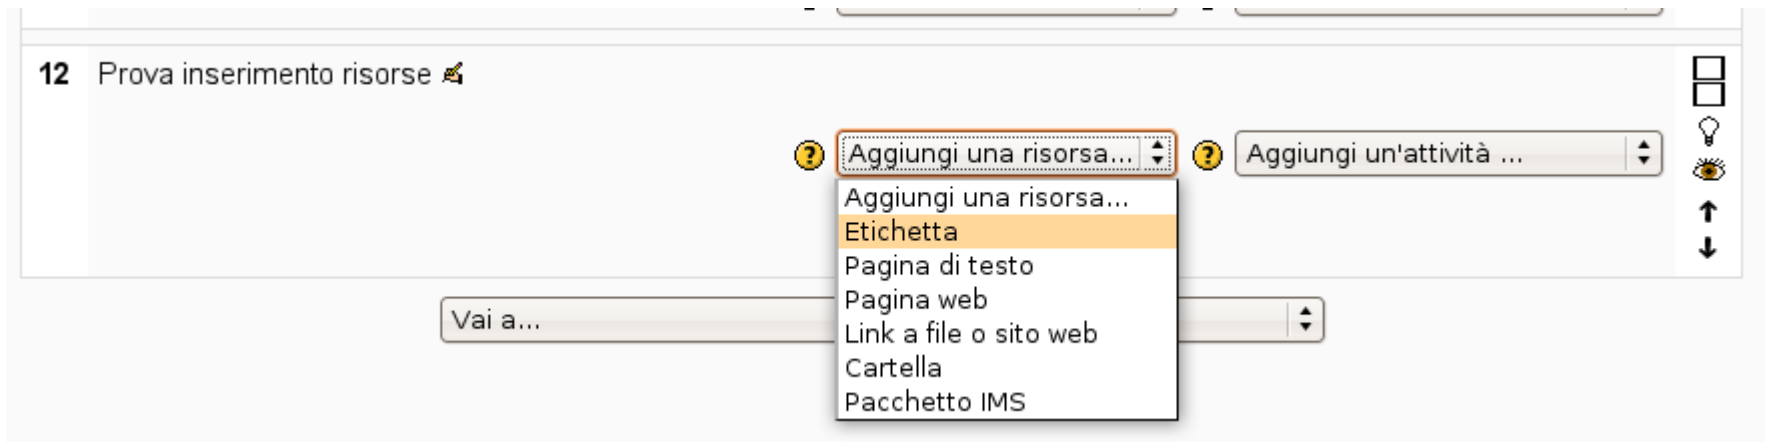 12 Prova inserimento risorse
? Aggiungi una risorsa... ? Aggiungi un'attività ...
Aggiungi una risorsa...
Etichetta
Pagina di testo
Pagina web
Link a file o sito web
Cartella
Pacchetto IMS
Vai a...